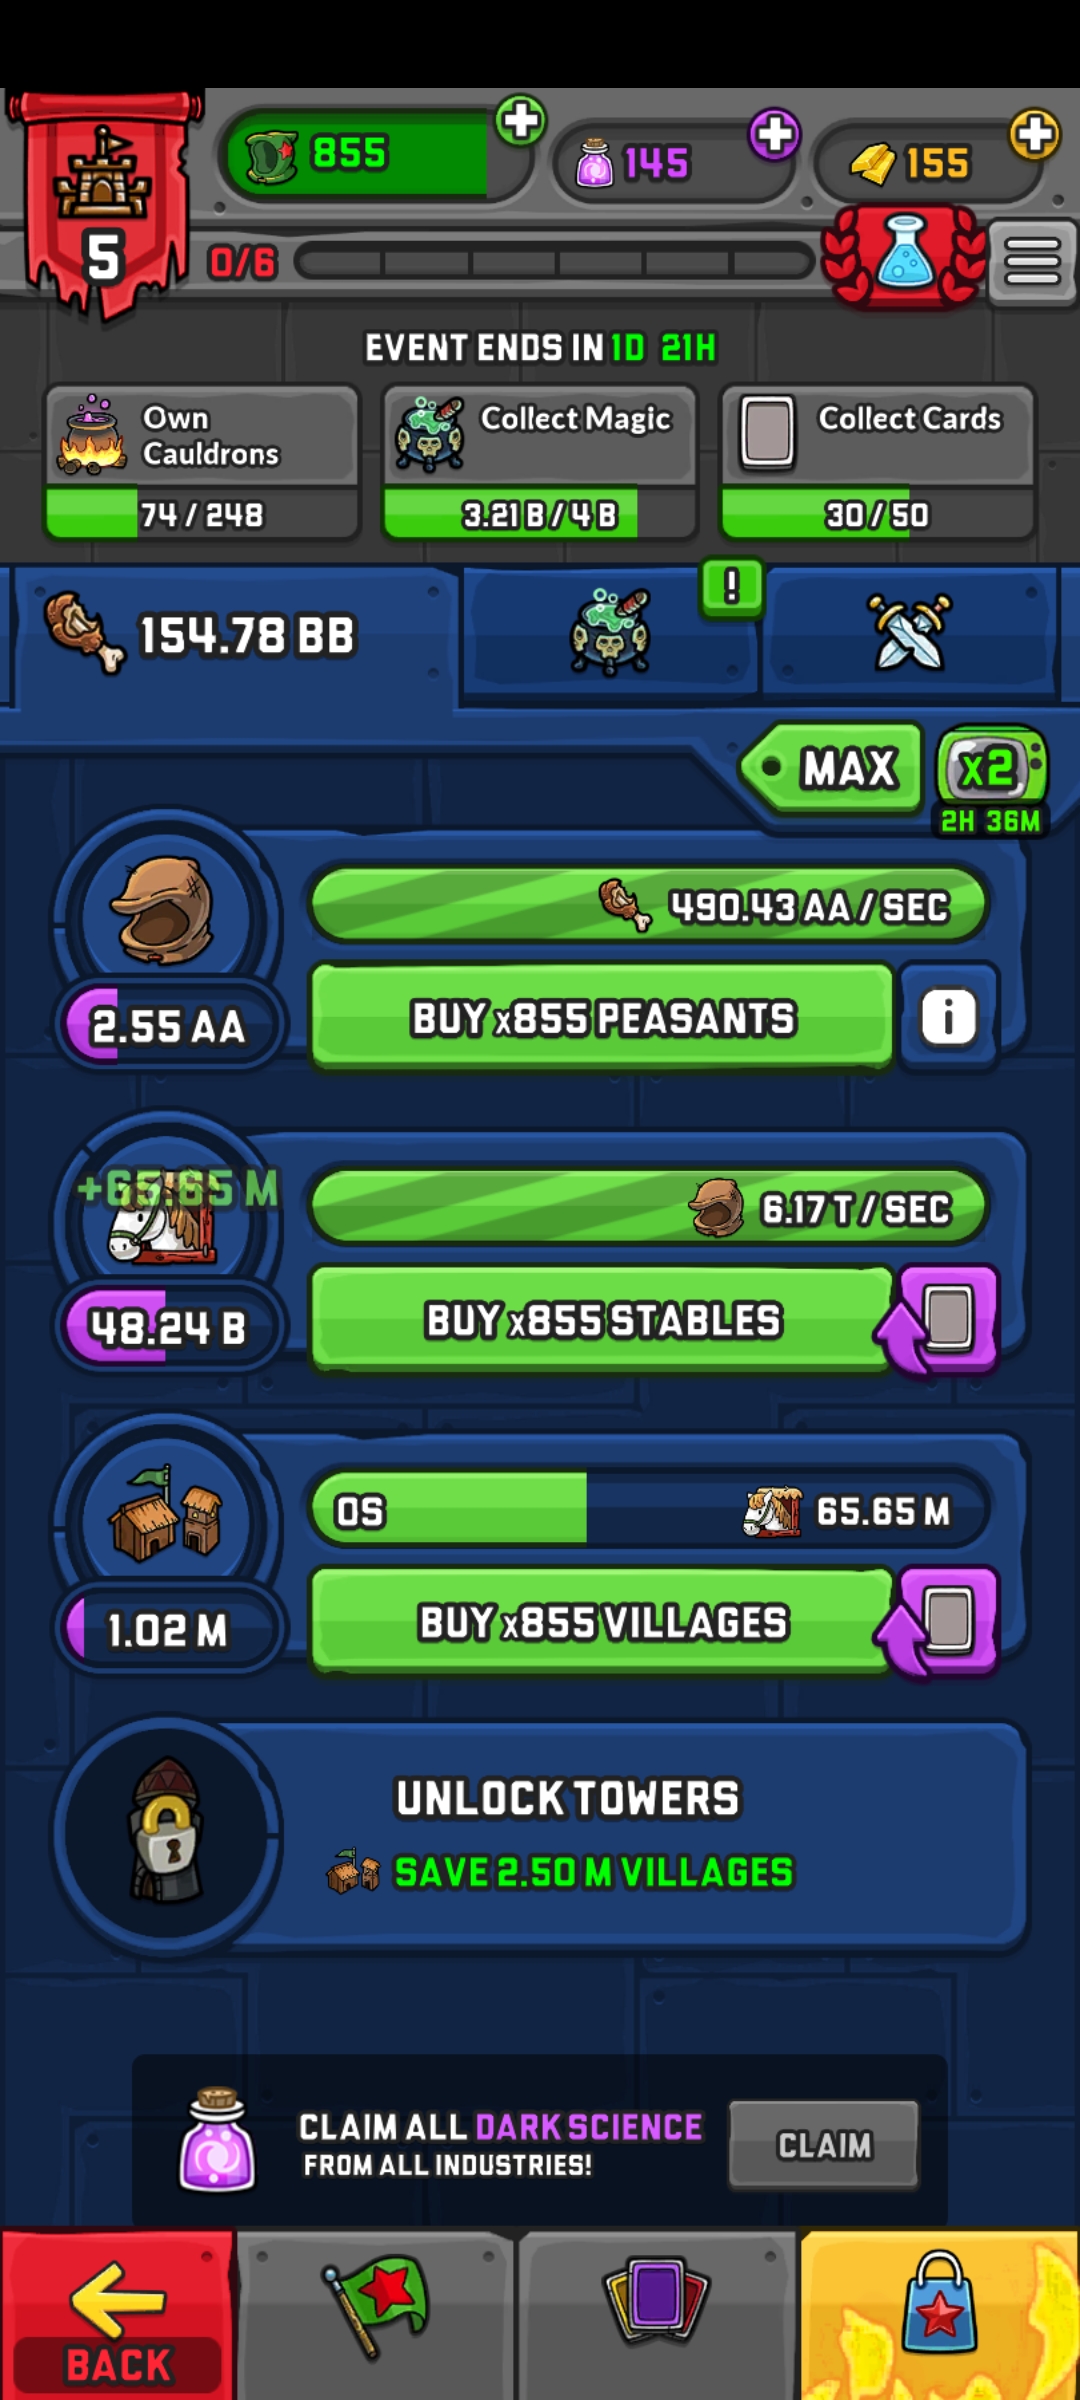 855
145
155
5
0/6
EVENT ENDS IN 1D 21H
Own
Cauldrons
74 / 248
Collect Magic
3.21 B / 4 B
Collect Cards
30 / 50
154.78 BB
!
MAX
x2
2H 36M
490.43 AA / SEC
2.55 AA
BUY x855 PEASANTS
i
+65.65 M
6.17 T / SEC
48.24 B
BUY x855 STABLES
0S
65.65 M
1.02 M
BUY x855 VILLAGES
UNLOCK TOWERS
SAVE 2.50 M VILLAGES
CLAIM ALL DARK SCIENCE
FROM ALL INDUSTRIES!
CLAIM
BACK